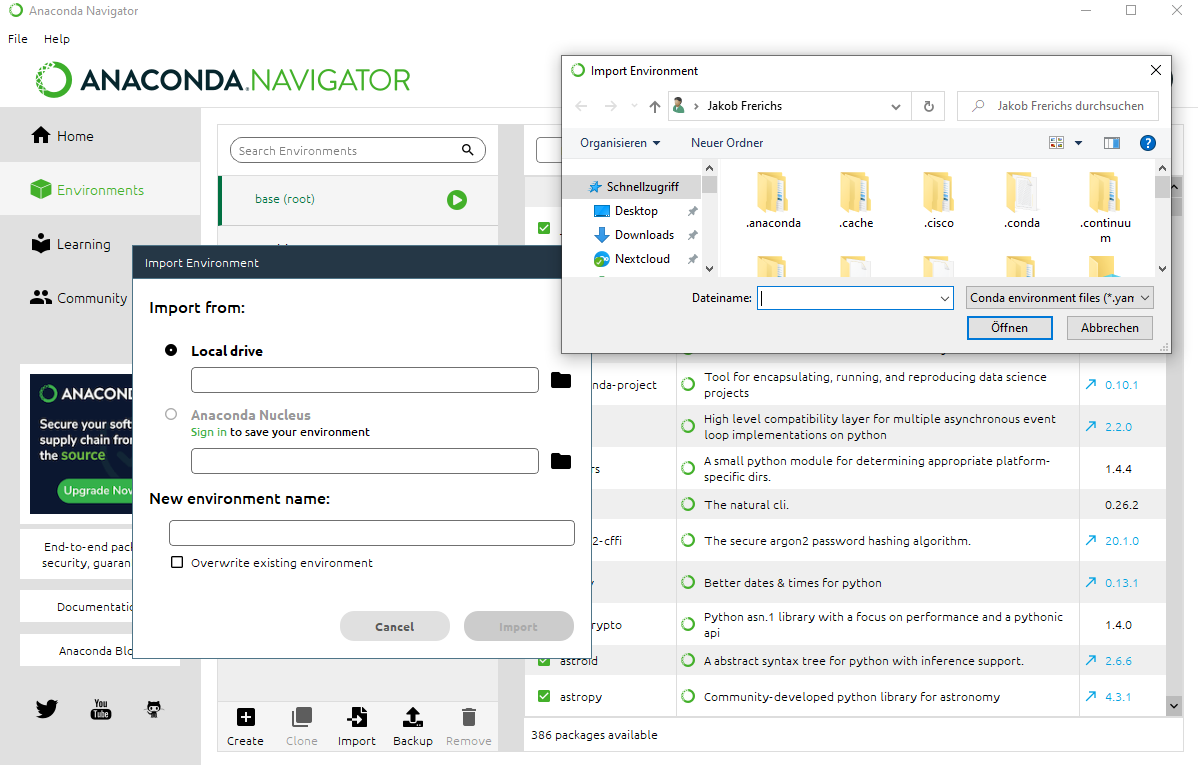 Anaconda Navigator
File Help
ANACONDA.NAVIGATOR
Home
Environments
Learning
Community
ANACOND
Secure your soft
supply chain from
the source
Upgrade Now
End-to-end pac
security, guaran
Documentatio
Anaconda Blo
You
Tube
Search Environments
base (root)
Create
Clone
Import
Backup
Remove
Import Environment
Import from:
Local drive
Anaconda Nucleus
Sign in to save your environment
New environment name:
Overwrite existing environment
Cancel
Import
Import Environment
Jakob Frerichs
Jakob Frerichs durchsuchen
Organisieren
Neuer Ordner
Schnellzugriff
Desktop
Downloads
Nextcloud
.anaconda
.cache
.cisco
.conda
.continuu
m
Dateiname:
Conda environment files (*.yam
Öffnen
Abbrechen
nda-project
Tool for encapsulating, running, and reproducing data science
projects
0.10.1
High level compatibility layer for multiple asynchronous event
loop implementations on python
2.2.0
rs
A small python module for determining appropriate platform-
specific dirs.
1.4.4
The natural cli.
0.26.2
2-cffi
The secure argon2 password hashing algorithm.
20.1.0
Better dates & times for python
0.13.1
rypto
Python asn.1 library with a focus on performance and a pythonic
api
1.4.0
astroid
A abstract syntax tree for python with inference support.
2.6.6
astropy
Community-developed python library for astronomy
4.3.1
386 packages available